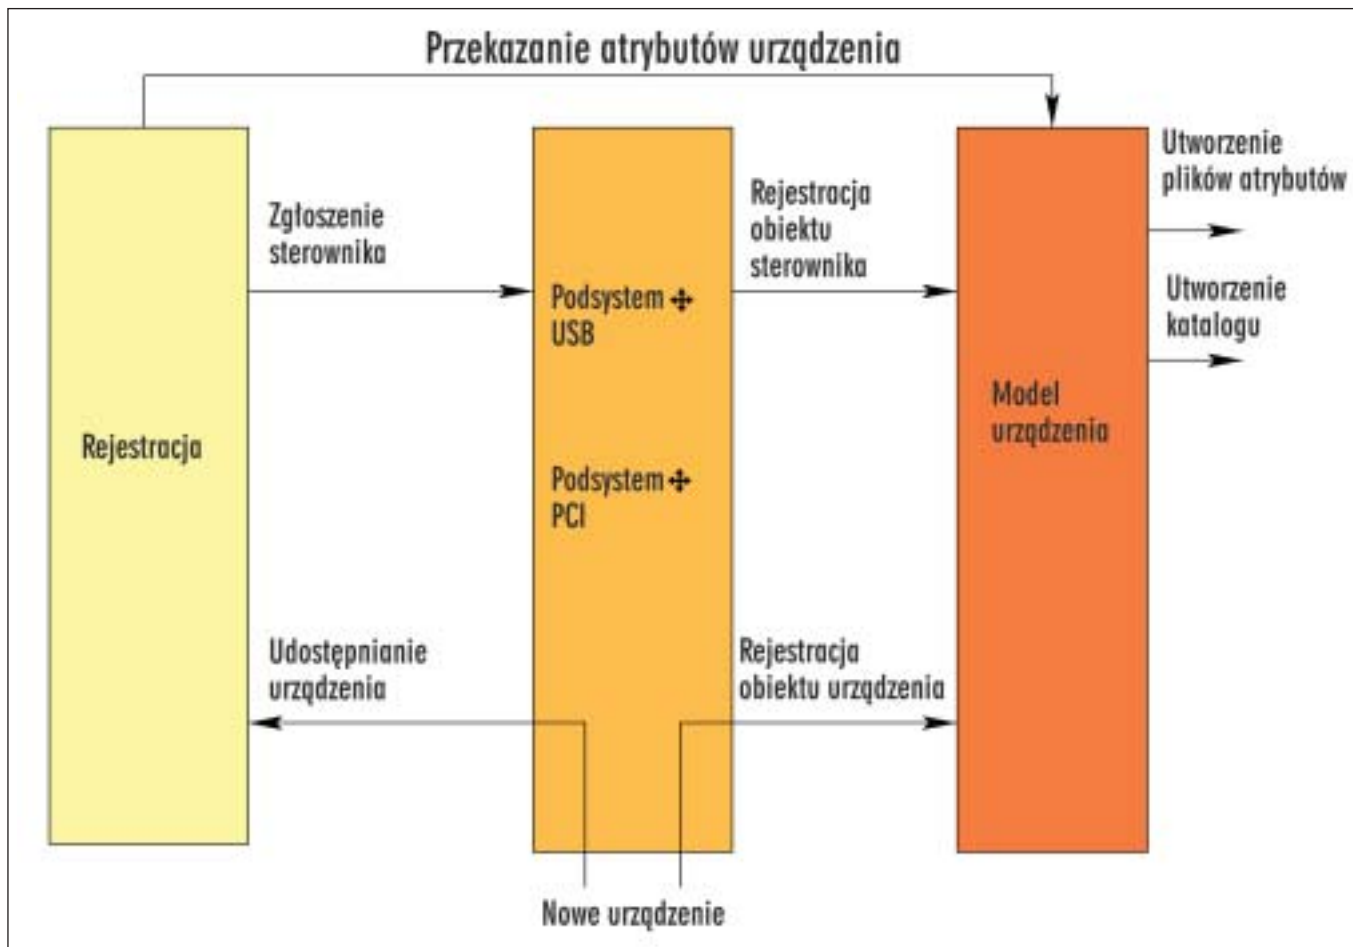 Przekazanie atrybutów urządzenia
Utworzenie
plików atrybutów
Zgłoszenie
sterownika
Rejestracja
obiektu
sterownika
Utworzenie
katalogu
Podsystem
USB
Model
urządzenia
Rejestracja
Podsystem
PCI
Udostępnianie
urządzenia
Rejestracja
obiektu urządzenia
Nowe urządzenie